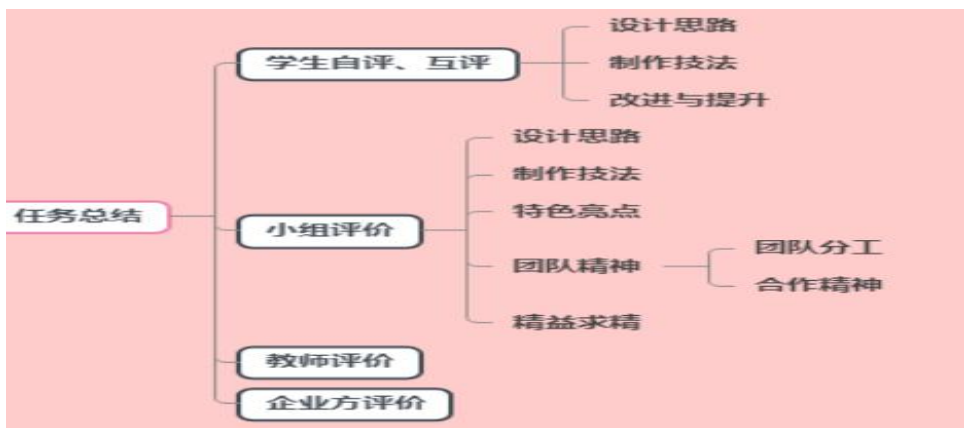 任务总结
学生自评、互评
设计思路
制作技法
改进与提升
小组评价
设计思路
制作技法
特色亮点
团队精神
团队分工
合作精神
精益求精
教师评价
企业方评价